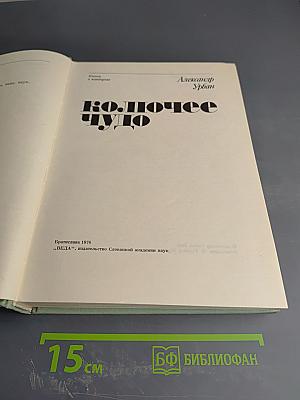 Александр
Урбан
колючее
чудо
Братислава 1976
„ВЕДА“, издательство Словацкой академии наук
15 см
БФ БИБЛИОФАН